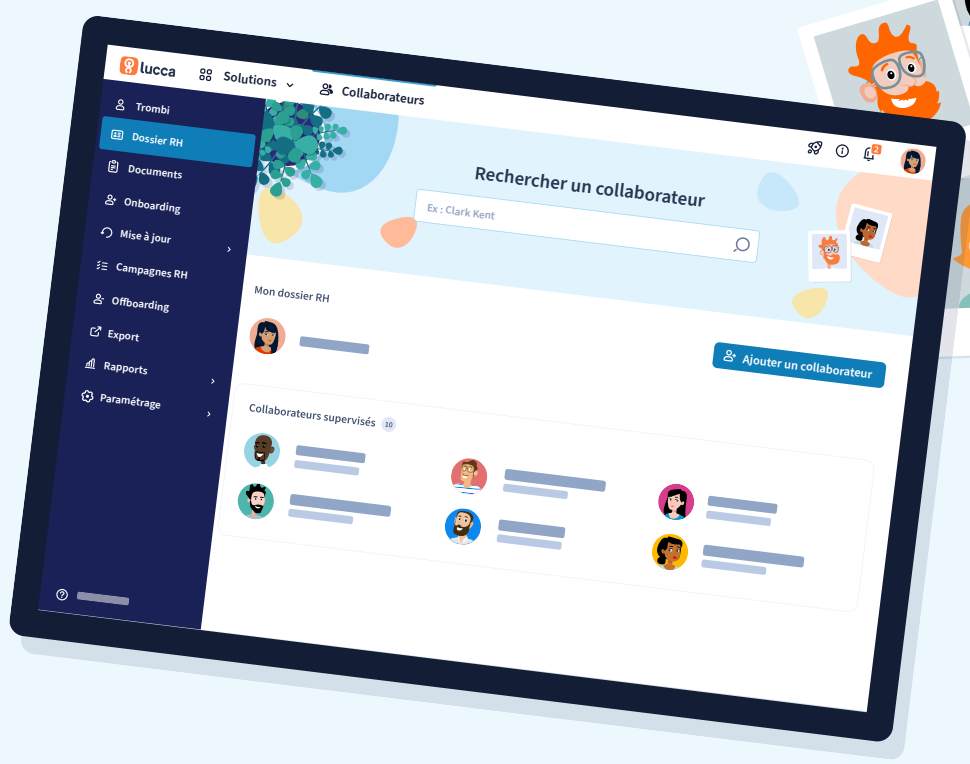 lucca
Solutions
Collaborateurs
2
Trombi
Dossier RH
Documents
Onboarding
Mise à jour
Campagnes RH
Offboarding
Export
Rapports
Paramétrage
Rechercher un collaborateur
Ex : Clark Kent
Mon dossier RH
Ajouter un collaborateur
Collaborateurs supervisés 10